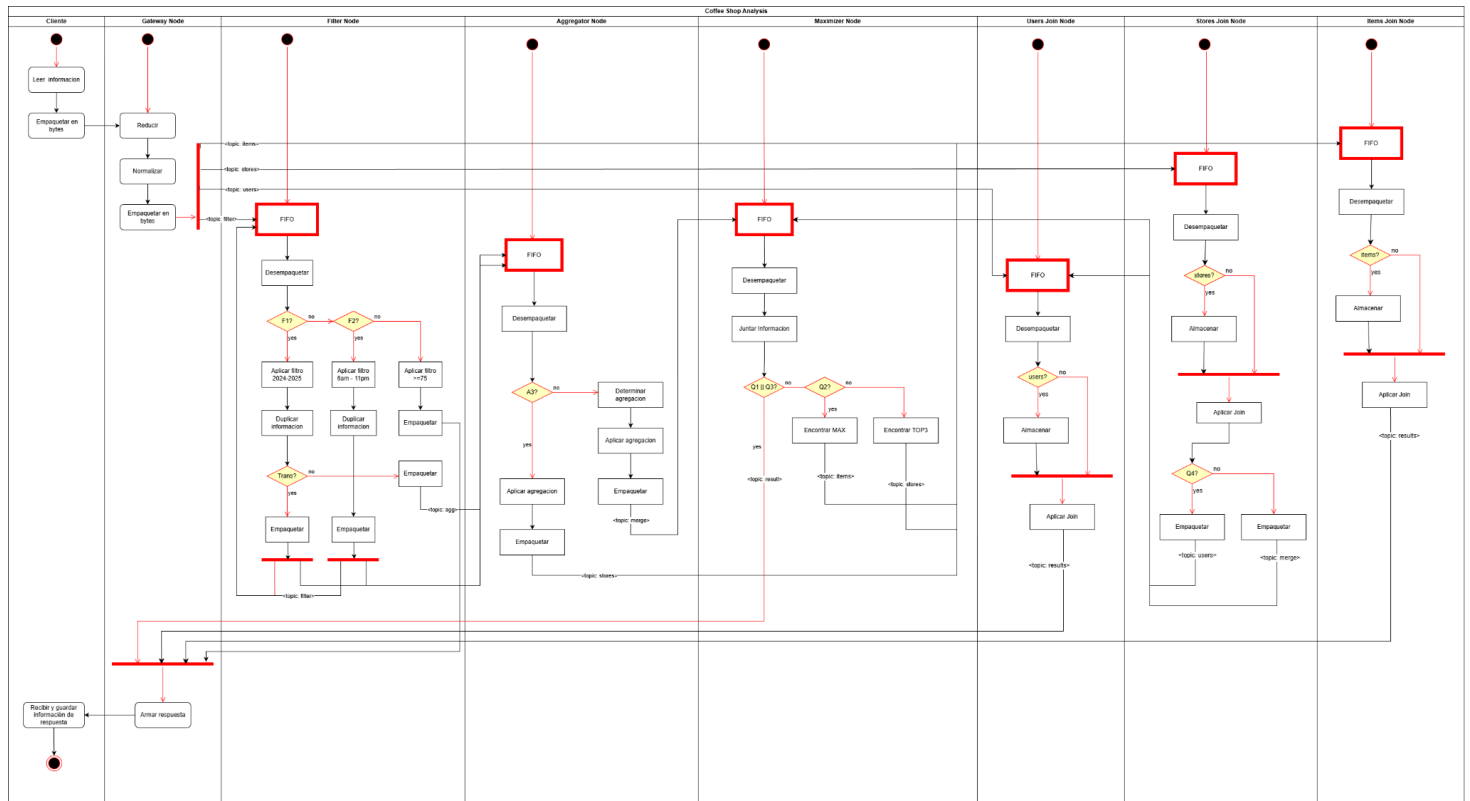 Coffee Shop Analysis
Cliente
Gateway Node
Filter Node
Aggregator Node
Maximizer Node
Users Join Node
Stores Join Node
Items Join Node
Leer informacion
Empaquetar en
bytes
Reducir
Normalizar
Empaquetar en
bytes
<topic: items>
<topic: stores>
<topic: users>
<topic: filter>
FIFO
Desempaquetar
F1?
no
F2?
no
yes
yes
Aplicar filtro
2024-2025
Aplicar filtro
6am - 11pm
Aplicar filtro
>=75
Duplicar
informacion
Duplicar
informacion
Empaquetar
Trans?
no
yes
Empaquetar
<topic: agg>
Empaquetar
Empaquetar
<topic: filter>
FIFO
Desempaquetar
A3?
no
yes
Determinar
agregacion
Aplicar agregacion
Empaquetar
<topic: merge>
Aplicar agregacion
Empaquetar
<topic: stores>
FIFO
Desempaquetar
Juntar Informacion
Q1 || Q3?
no
Q2?
no
yes
yes
Encontrar MAX
Encontrar TOP3
<topic: result>
<topic: items>
<topic: stores>
FIFO
Desempaquetar
users?
no
yes
Almacenar
Aplicar Join
<topic: results>
FIFO
Desempaquetar
stores?
no
yes
Almacenar
Aplicar Join
Q4?
no
yes
Empaquetar
Empaquetar
<topic: users>
<topic: merge>
FIFO
Desempaquetar
items?
no
yes
Almacenar
Aplicar Join
<topic: results>
Armar respuesta
Recibir y guardar
información de
respuesta